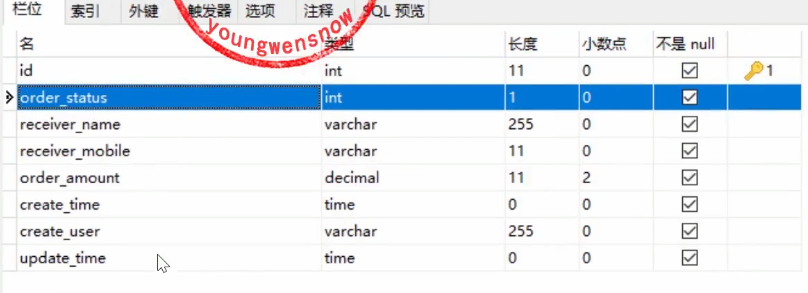 栏位 索引 外键 触发器 选项 注释 SQL 预览
youngwensnow
名 类型 长度 小数点 不是 null
id int 11 0 1
order_status int 1 0
receiver_name varchar 255 0
receiver_mobile varchar 11 0
order_amount decimal 11 2
create_time time 0 0
create_user varchar 255 0
update_time time 0 0